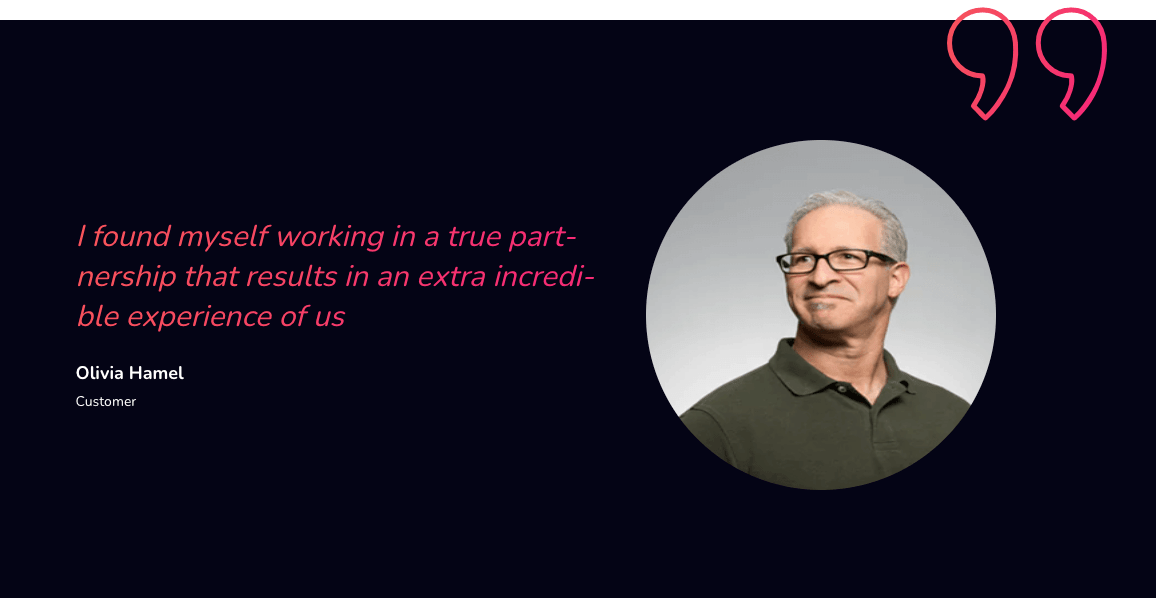 I found myself working in a true part-
nership that results in an extra incredi-
ble experience of us
Olivia Hamel
Customer